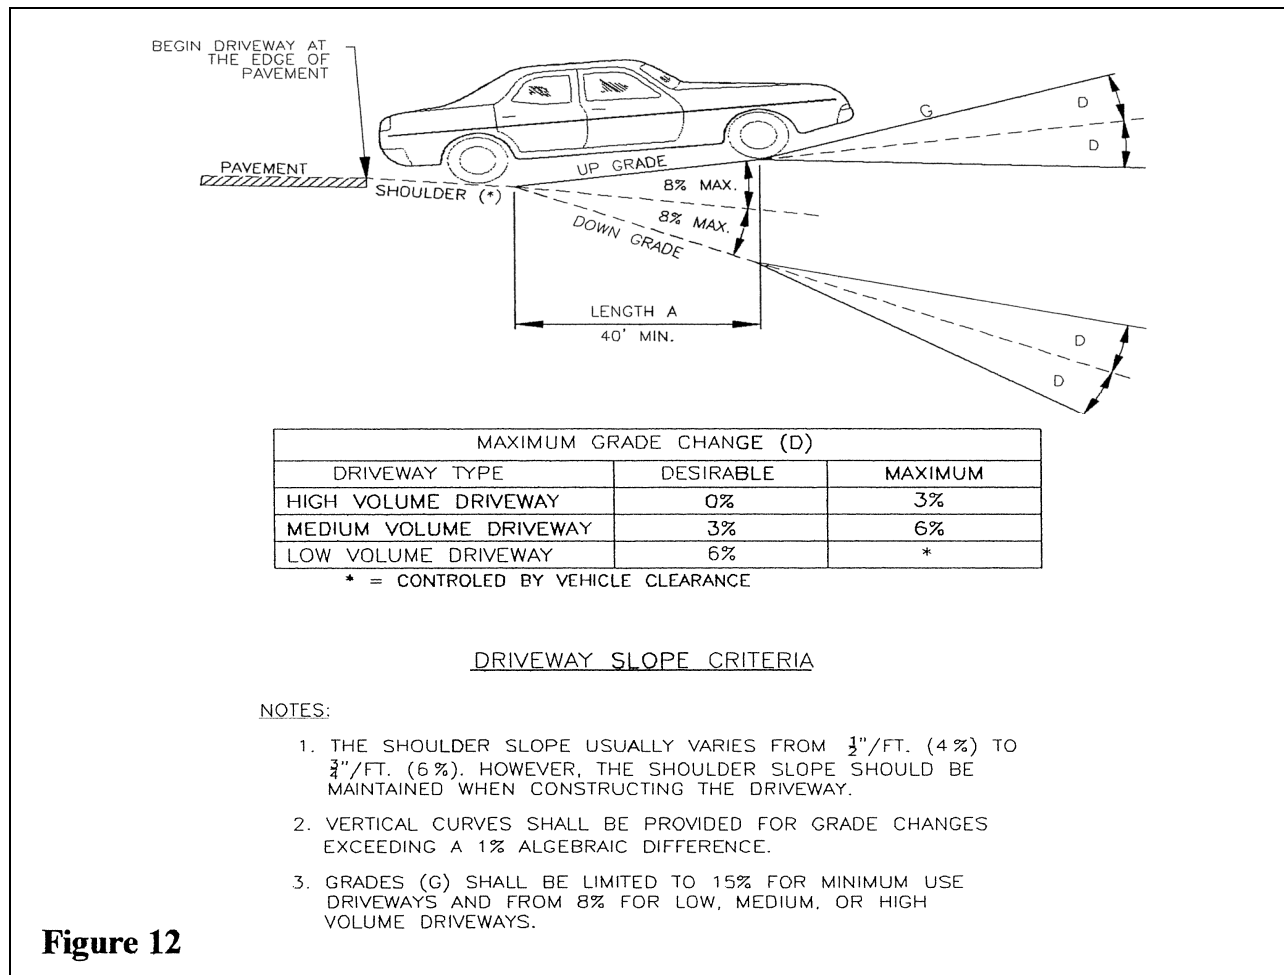 BEGIN DRIVEWAY AT
THE EDGE OF
PAVEMENT
G
D
D
PAVEMENT
SHOULDER (*)
UP GRADE
8% MAX.
8% MAX.
DOWN GRADE
LENGTH A
40' MIN.
D
D
MAXIMUM GRADE CHANGE (D)
DRIVEWAY TYPE DESIRABLE MAXIMUM
HIGH VOLUME DRIVEWAY 0% 3%
MEDIUM VOLUME DRIVEWAY 3% 6%
LOW VOLUME DRIVEWAY 6% *
* = CONTROLED BY VEHICLE CLEARANCE
DRIVEWAY SLOPE CRITERIA
NOTES:
1. THE SHOULDER SLOPE USUALLY VARIES FROM ½"/FT. (4%) TO
¾"/FT. (6%). HOWEVER, THE SHOULDER SLOPE SHOULD BE
MAINTAINED WHEN CONSTRUCTING THE DRIVEWAY.
2. VERTICAL CURVES SHALL BE PROVIDED FOR GRADE CHANGES
EXCEEDING A 1% ALGEBRAIC DIFFERENCE.
3. GRADES (G) SHALL BE LIMITED TO 15% FOR MINIMUM USE
DRIVEWAYS AND FROM 8% FOR LOW, MEDIUM, OR HIGH
VOLUME DRIVEWAYS.
Figure 12